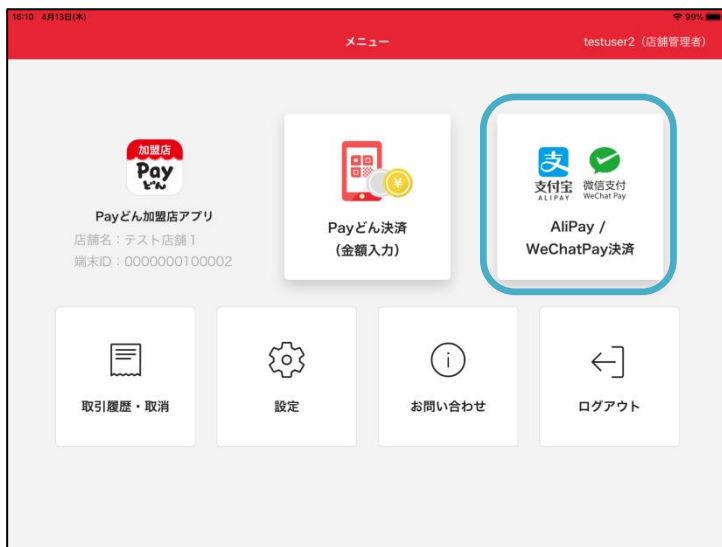 16:10 4月13日(木)
99%
メニュー
testuser2（店舗管理者）
加盟店
Pay
どん
Payどん加盟店アプリ
店舗名：テスト店舗1
端末ID：0000000100002
Payどん決済
（金額入力）
支
支付宝
ALIPAY
微信支付
WeChat Pay
AliPay /
WeChatPay決済
取引履歴・取消
設定
お問い合わせ
ログアウト